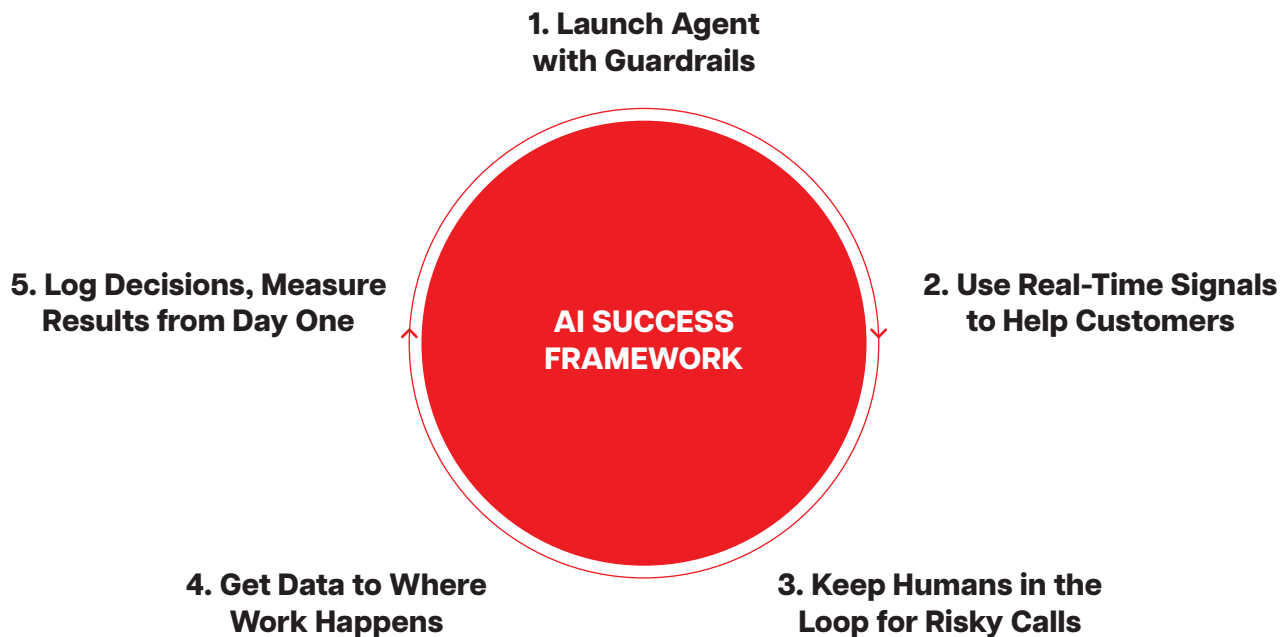 1. Launch Agent
with Guardrails
5. Log Decisions, Measure
Results from Day One
AI SUCCESS
FRAMEWORK
2. Use Real-Time Signals
to Help Customers
4. Get Data to Where
Work Happens
3. Keep Humans in the
Loop for Risky Calls